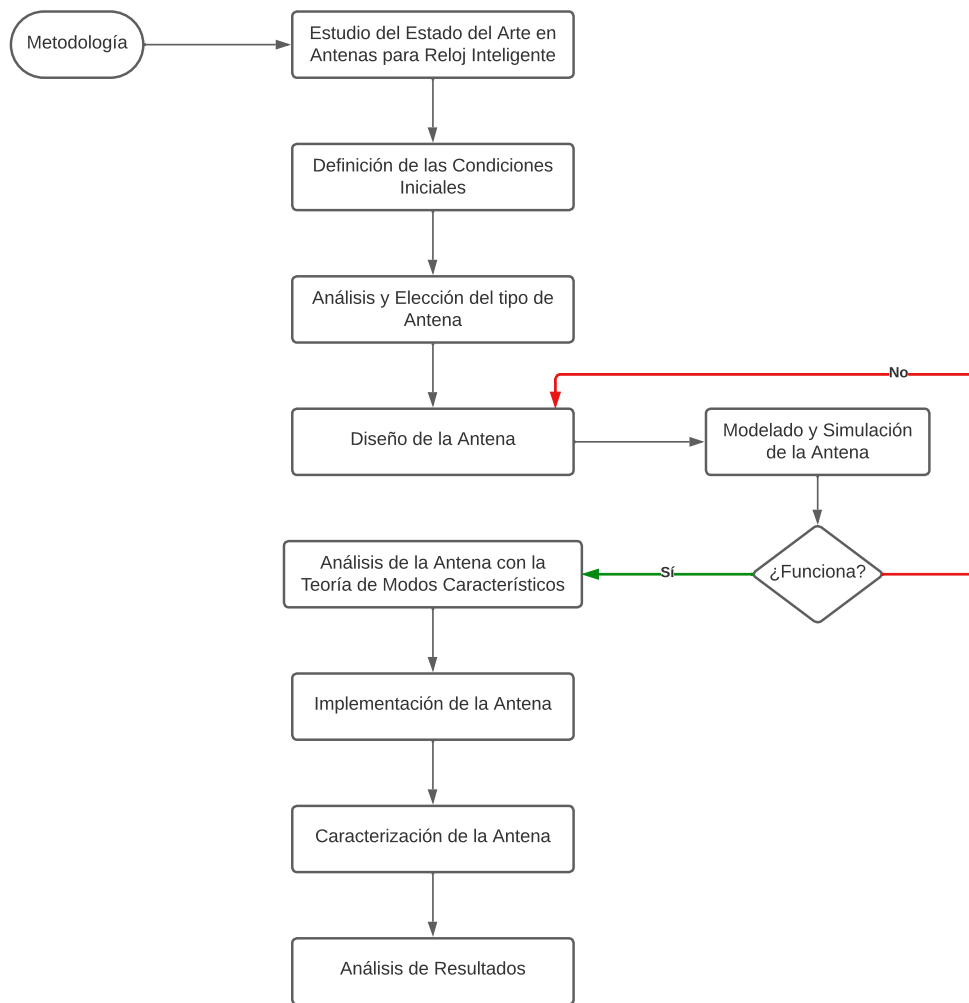 Metodología
Estudio del Estado del Arte en
Antenas para Reloj Inteligente
Definición de las Condiciones
Iniciales
Análisis y Elección del tipo de
Antena
No
Diseño de la Antena
Modelado y Simulación
de la Antena
¿Funciona?
Sí
Análisis de la Antena con la
Teoría de Modos Característicos
Implementación de la Antena
Caracterización de la Antena
Análisis de Resultados